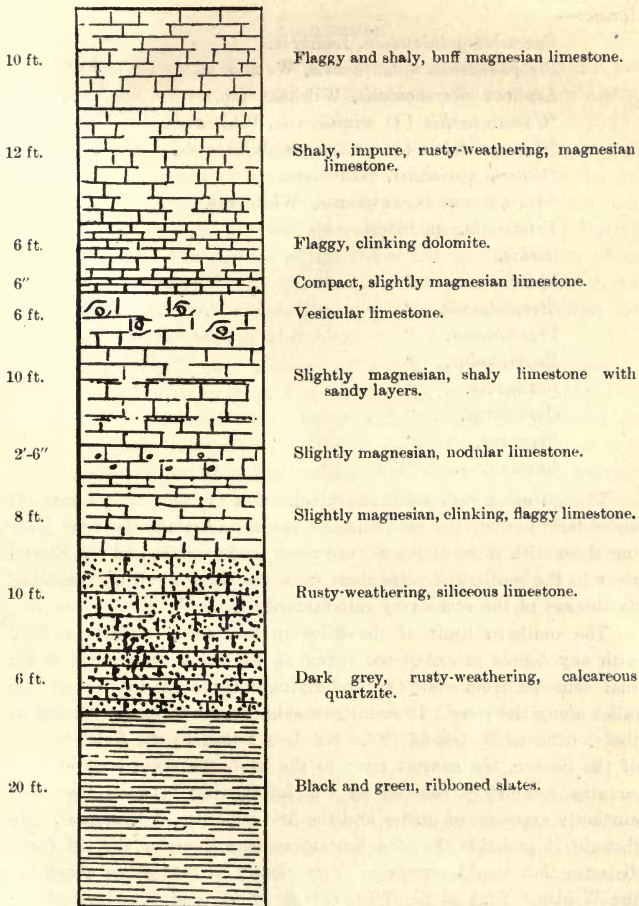 10 ft. Flaggy and shaly, buff magnesian limestone.
12 ft. Shaly, impure, rusty-weathering, magnesian
limestone.
6 ft. Flaggy, clinking dolomite.
6″ Compact, slightly magnesian limestone.
6 ft. Vesicular limestone.
10 ft. Slightly magnesian, shaly limestone with
sandy layers.
2′-6″ Slightly magnesian, nodular limestone.
8 ft. Slightly magnesian, clinking, flaggy limestone.
10 ft. Rusty-weathering, siliceous limestone.
6 ft. Dark grey, rusty-weathering, calcareous
quartzite.
20 ft. Black and green, ribboned slates.